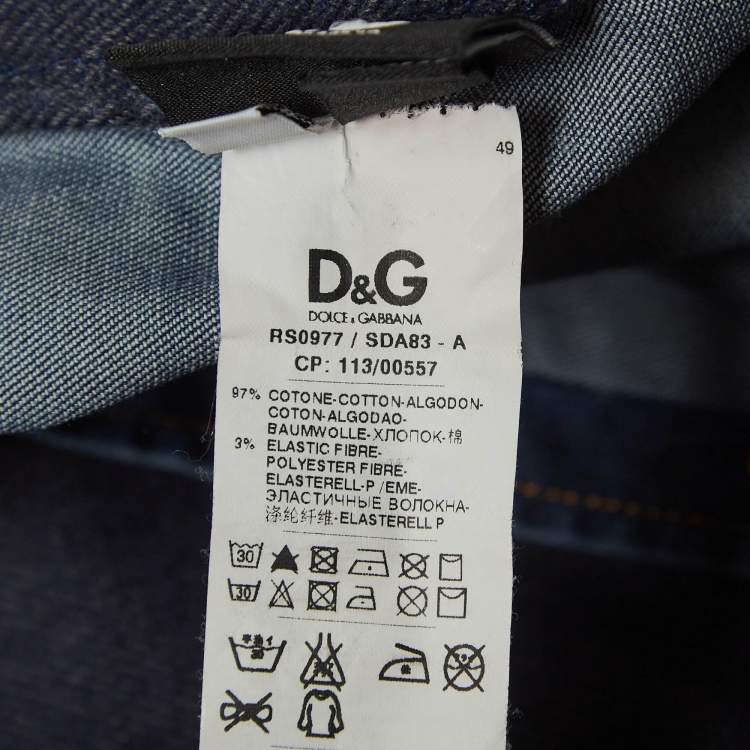 49
D&G
DOLCE & GABBANA
RS0977 / SDA83 - A
CP: 113/00557
97% COTONE-COTTON-ALGODON-
COTON-ALGODAO-
BAUMWOLLE-ХЛОПОК-棉
3% ELASTIC FIBRE-
POLYESTER FIBRE-
ELASTERELL-P /EME-
ЭЛАСТИЧНЫЕ ВОЛОКНА-
涤纶纤维-ELASTERELL P
30
30
30